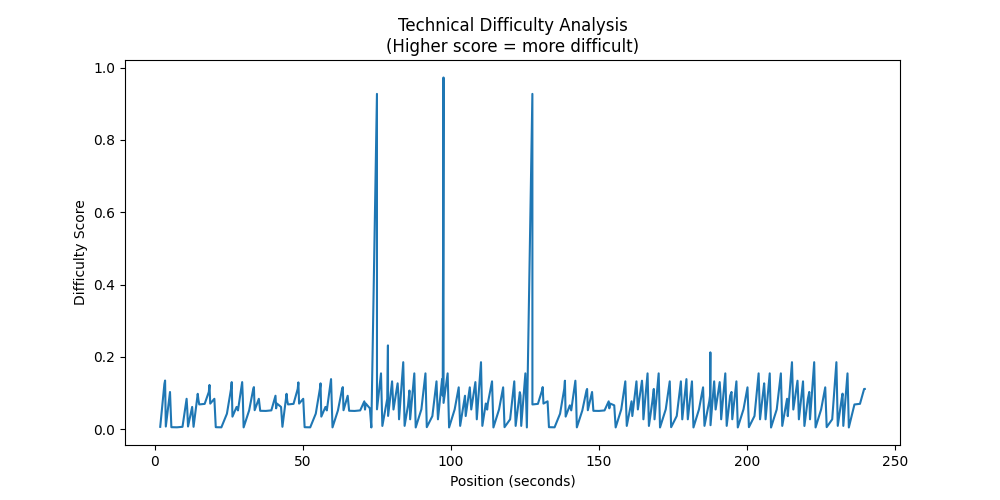 Technical Difficulty Analysis
(Higher score = more difficult)
1.0
0.8
0.6
0.4
0.2
0.0
Difficulty Score
0 50 100 150 200 250
Position (seconds)